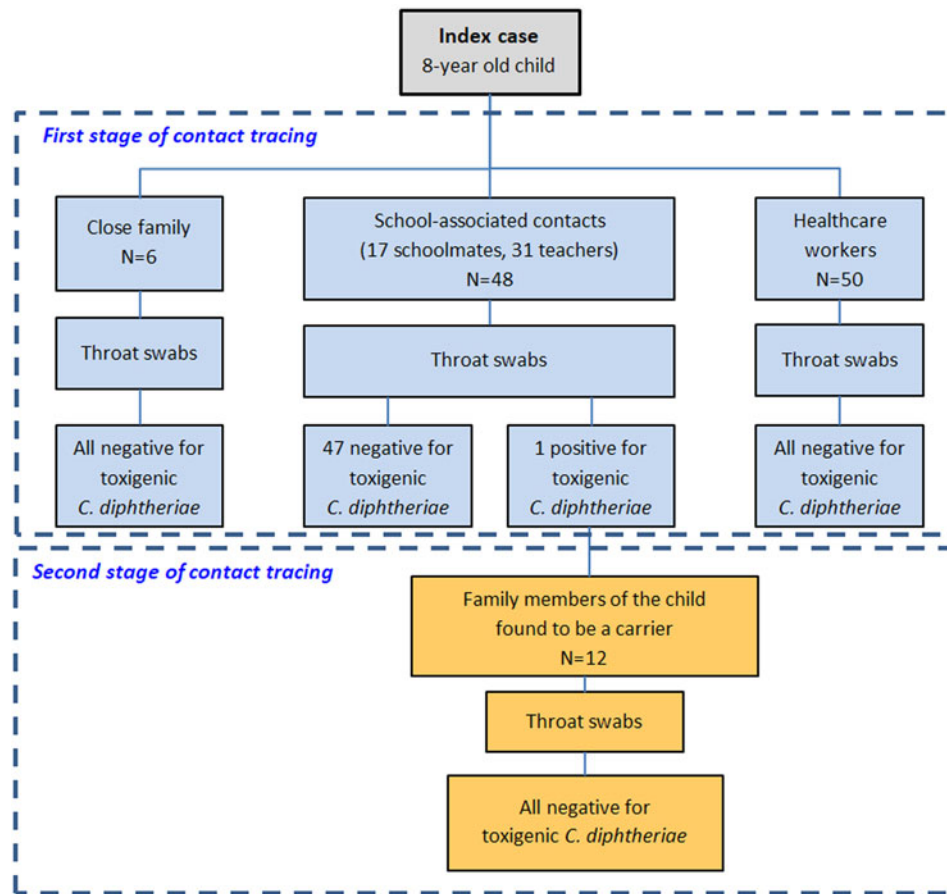 Index case
8-year old child
First stage of contact tracing
Close family
N=6
School-associated contacts
(17 schoolmates, 31 teachers)
N=48
Healthcare
workers
N=50
Throat swabs
Throat swabs
Throat swabs
All negative for
toxigenic
C. diphtheriae
47 negative for
toxigenic
C. diphtheriae
1 positive for
toxigenic
C. diphtheriae
All negative for
toxigenic
C. diphtheriae
Second stage of contact tracing
Family members of the child
found to be a carrier
N=12
Throat swabs
All negative for
toxigenic C. diphtheriae